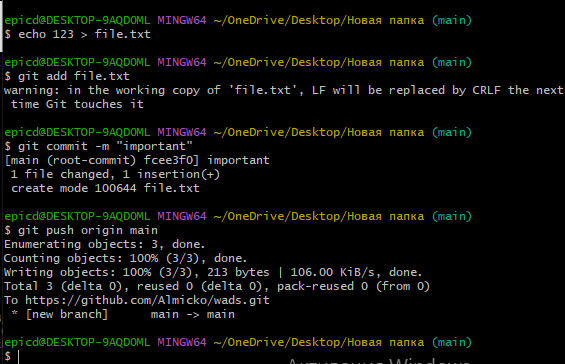 epicd@DESKTOP-9AQDOML MINGW64 ~/OneDrive/Desktop/Новая папка (main)
$ echo 123 > file.txt
epicd@DESKTOP-9AQDOML MINGW64 ~/OneDrive/Desktop/Новая папка (main)
$ git add file.txt
warning: in the working copy of 'file.txt', LF will be replaced by CRLF the next
time Git touches it
epicd@DESKTOP-9AQDOML MINGW64 ~/OneDrive/Desktop/Новая папка (main)
$ git commit -m "important"
[main (root-commit) fcee3f0] important
1 file changed, 1 insertion(+)
create mode 100644 file.txt
epicd@DESKTOP-9AQDOML MINGW64 ~/OneDrive/Desktop/Новая папка (main)
$ git push origin main
Enumerating objects: 3, done.
Counting objects: 100% (3/3), done.
Writing objects: 100% (3/3), 213 bytes | 106.00 KiB/s, done.
Total 3 (delta 0), reused 0 (delta 0), pack-reused 0 (from 0)
To https://github.com/Almicko/wads.git
* [new branch]      main -> main
epicd@DESKTOP-9AQDOML MINGW64 ~/OneDrive/Desktop/Новая папка (main)
$